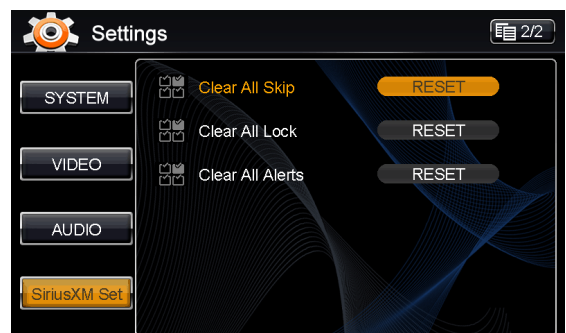 Settings
2/2
SYSTEM
VIDEO
AUDIO
SiriusXM Set
Clear All Skip RESET
Clear All Lock RESET
Clear All Alerts RESET